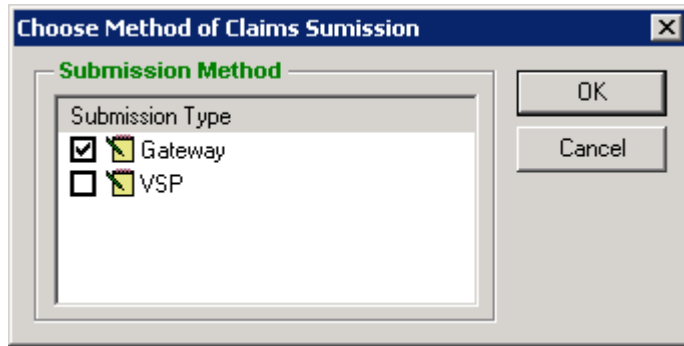 Choose Method of Claims Sumission
Submission Method
Submission Type
Gateway
VSP
OK
Cancel